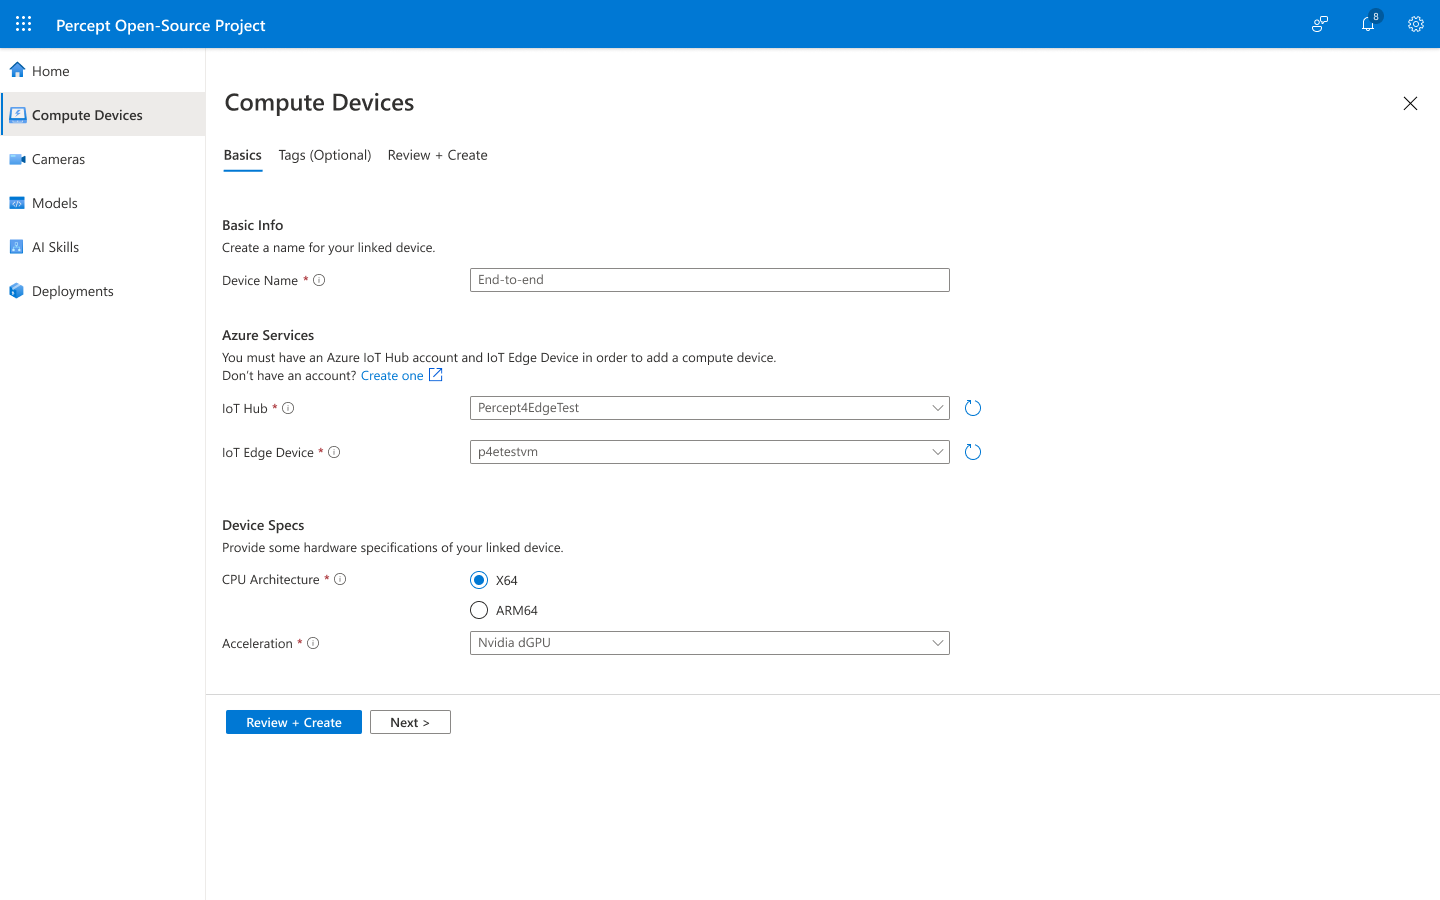 Percept Open-Source Project
8
Home
Compute Devices
Cameras
Models
AI Skills
Deployments
Compute Devices
Basics Tags (Optional) Review + Create
Basic Info
Create a name for your linked device.
Device Name * End-to-end
Azure Services
You must have an Azure IoT Hub account and IoT Edge Device in order to add a compute device.
Don't have an account? Create one
IoT Hub * Percept4EdgeTest
IoT Edge Device * p4etestvm
Device Specs
Provide some hardware specifications of your linked device.
CPU Architecture * X64
ARM64
Acceleration * Nvidia dGPU
Review + Create Next >